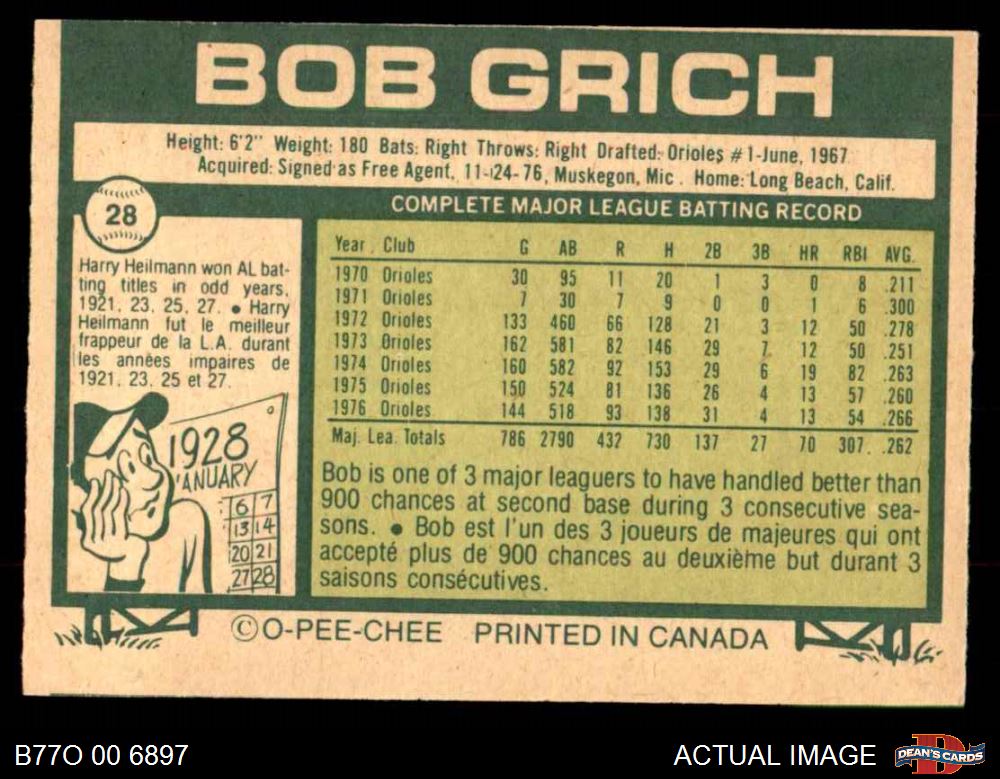 BOB GRICH
Height: 6'2" Weight: 180 Bats: Right Throws: Right Drafted: Orioles #1-June, 1967
Acquired: Signed as Free Agent, 11-24-76, Muskegon, Mic. Home: Long Beach, Calif.
28
COMPLETE MAJOR LEAGUE BATTING RECORD
Harry Heilmann won AL bat-
ting titles in odd years,
1921, 23, 25, 27. • Harry
Heilmann fut le meilleur
frappeur de la L.A. durant
les années impaires de
1921, 23, 25 et 27.
1928
'ANUARY
6 7
13 14
20 21
27 28
Year Club G AB R H 2B 3B HR RBI AVG.
1970 Orioles 30 95 11 20 1 3 0 8 .211
1971 Orioles 7 30 7 9 0 0 1 6 .300
1972 Orioles 133 460 66 128 21 3 12 50 .278
1973 Orioles 162 581 82 146 29 7 12 50 .251
1974 Orioles 160 582 92 153 29 6 19 82 .263
1975 Orioles 150 524 81 136 26 4 13 57 .260
1976 Orioles 144 518 93 138 31 4 13 54 .266
Maj. Lea. Totals 786 2790 432 730 137 27 70 307 .262
Bob is one of 3 major leaguers to have handled better than
900 chances at second base during 3 consecutive sea-
sons. • Bob est l'un des 3 joueurs de majeures qui ont
accepté plus de 900 chances au deuxième but durant 3
saisons consécutives.
©O-PEE-CHEE PRINTED IN CANADA
B77O 00 6897
ACTUAL IMAGE
DEAN'S CARDS